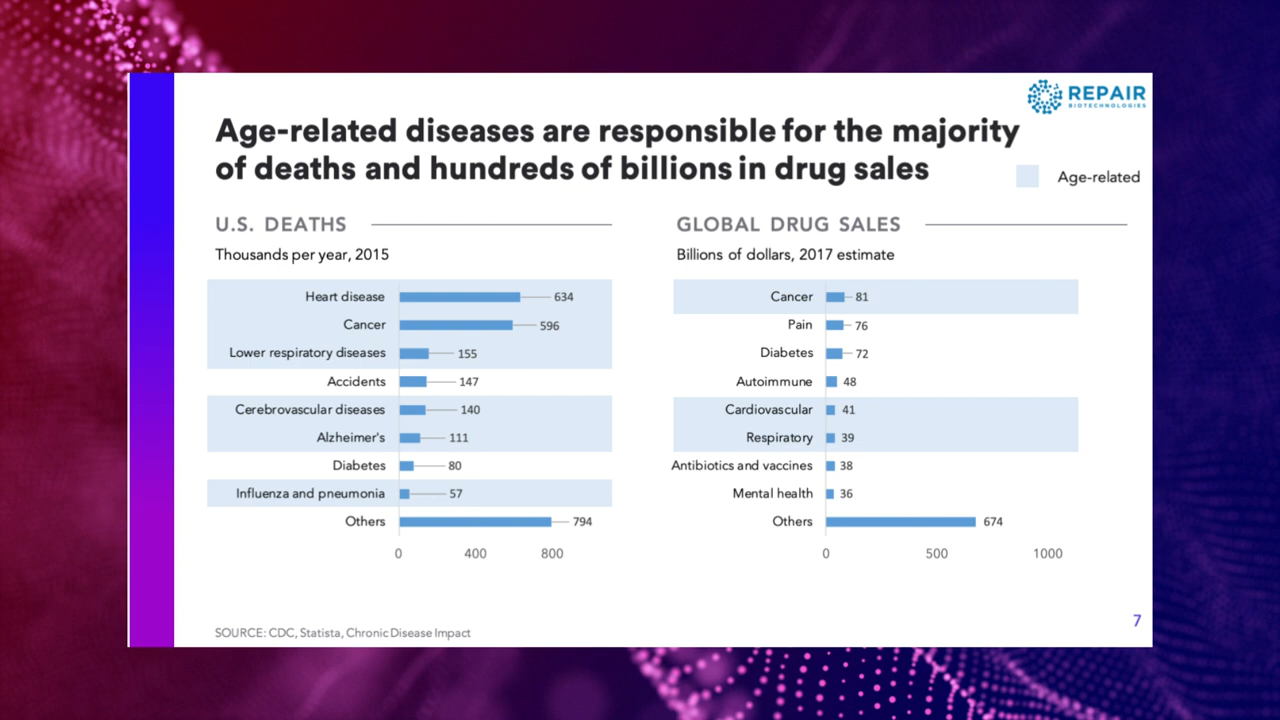 REPAIR
BIOTECHNOLOGIES
Age-related diseases are responsible for the majority
of deaths and hundreds of billions in drug sales
Age-related
U.S. DEATHS
Thousands per year, 2015
Heart disease 634
Cancer 596
Lower respiratory diseases 155
Accidents 147
Cerebrovascular diseases 140
Alzheimer's 111
Diabetes 80
Influenza and pneumonia 57
Others 794
0 400 800
GLOBAL DRUG SALES
Billions of dollars, 2017 estimate
Cancer 81
Pain 76
Diabetes 72
Autoimmune 48
Cardiovascular 41
Respiratory 39
Antibiotics and vaccines 38
Mental health 36
Others 674
0 500 1000
SOURCE: CDC, Statista, Chronic Disease Impact
7